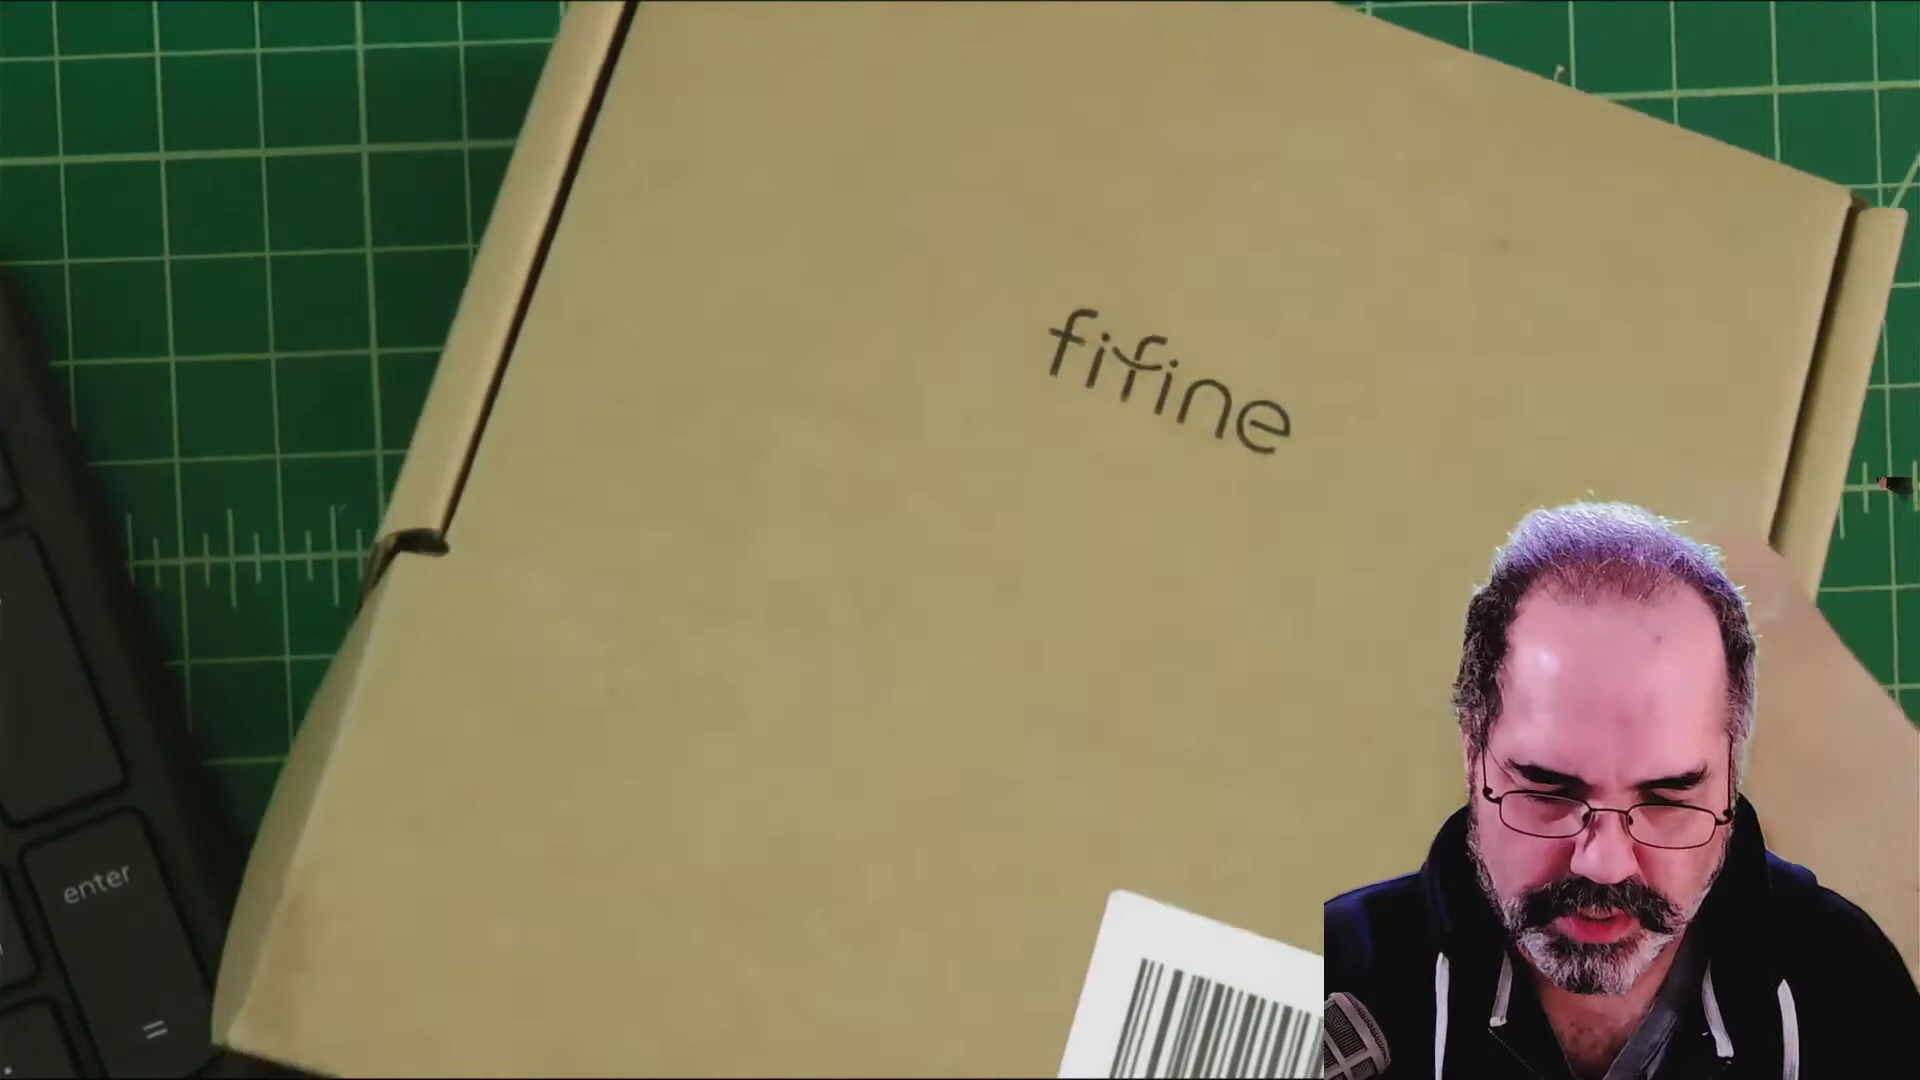 fifine
enter
=